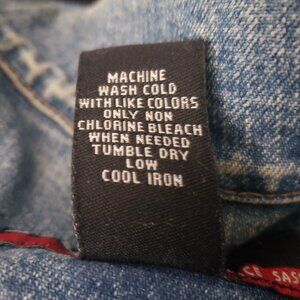 MACHINE
WASH COLD
WITH LIKE COLORS
ONLY NON
CHLORINE BLEACH
WHEN NEEDED
TUMBLE DRY
LOW
COOL IRON